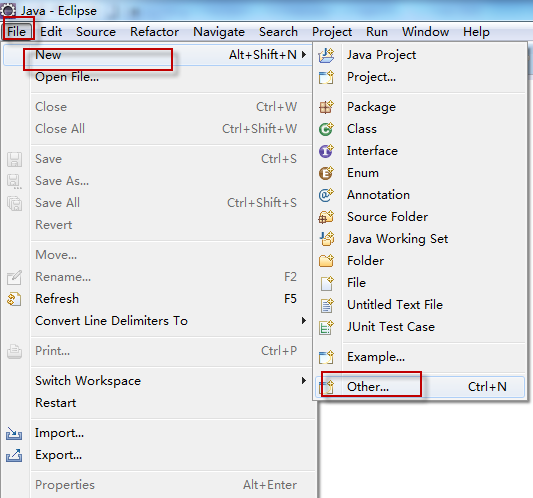 Java - Eclipse
File Edit Source Refactor Navigate Search Project Run Window Help
New Alt+Shift+N
Open File...
Close Ctrl+W
Close All Ctrl+Shift+W
Save Ctrl+S
Save As...
Save All Ctrl+Shift+S
Revert
Move...
Rename... F2
Refresh F5
Convert Line Delimiters To
Print... Ctrl+P
Switch Workspace
Restart
Import...
Export...
Properties Alt+Enter
Java Project
Project...
Package
Class
Interface
Enum
Annotation
Source Folder
Java Working Set
Folder
File
Untitled Text File
JUnit Test Case
Example...
Other... Ctrl+N